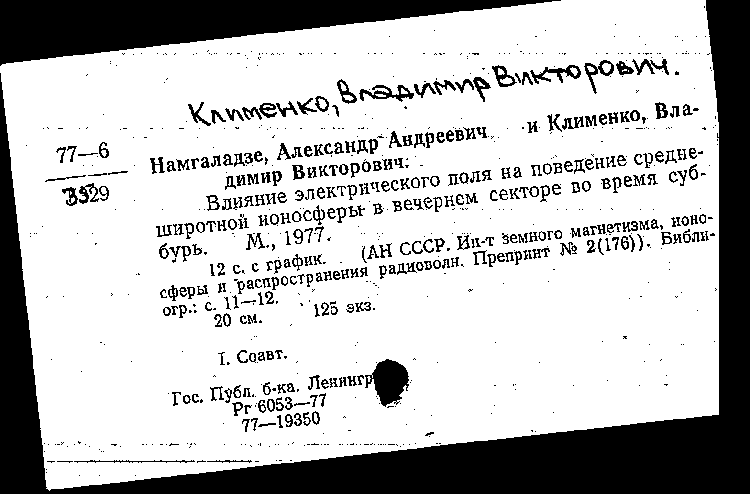 Клименко, Владимир Викторович.
77—6
3529
Намгаладзе, Александр Андреевич и Клименко, Вла-
димир Викторович.
Влияние электрического поля на поведение средне-
широтной ионосферы в вечернем секторе во время суб-
бурь. М., 1977.
12 с. с график. (АН СССР. Ин-т земного магнетизма, ионо-
сферы и распространения радиоволн. Препринт № 2(176)). Библи-
огр.: с. 11—12.
20 см. 125 экз.
I. Соавт.
Гос. Публ. б-ка. Ленингр
Рг 6053—77
77—19350